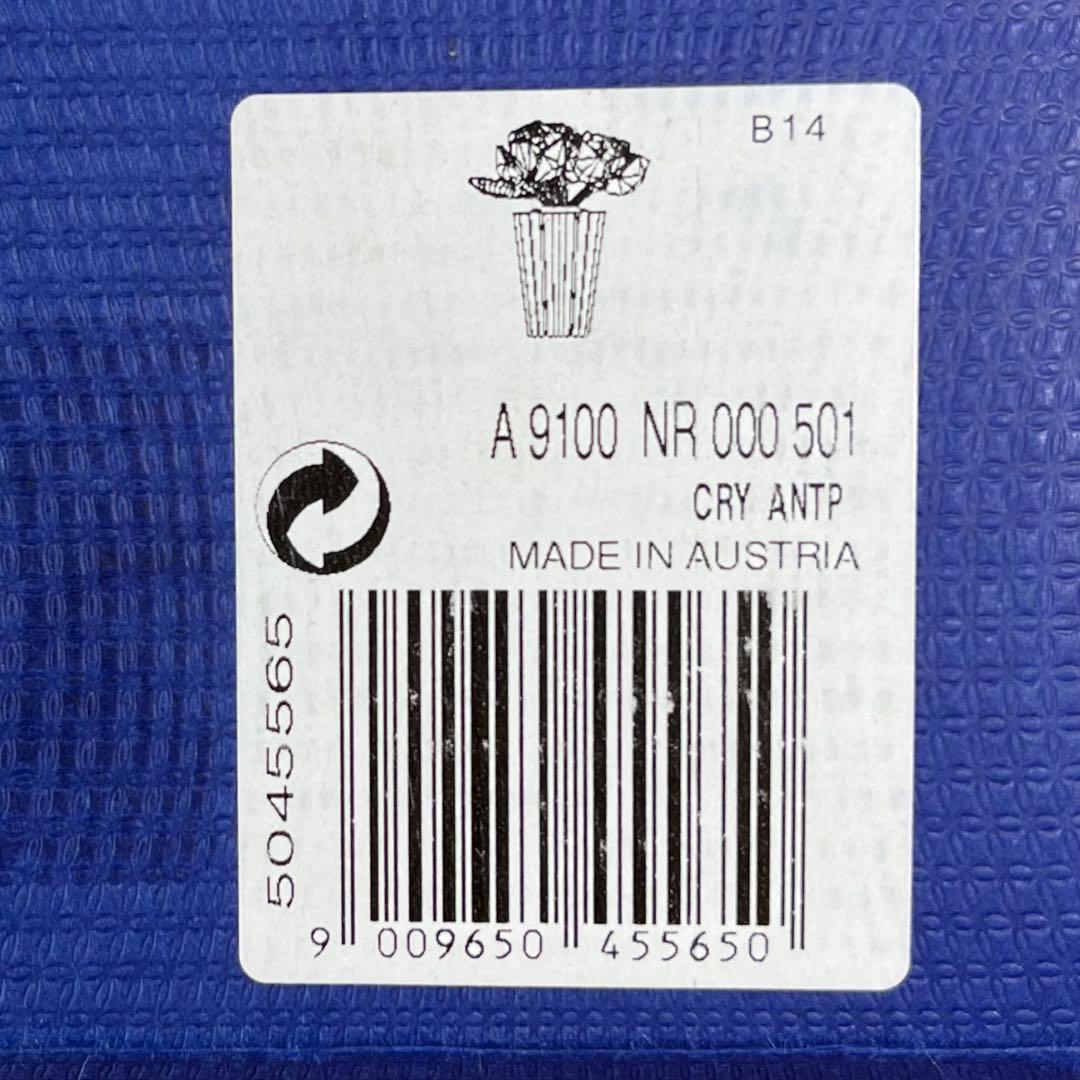 B14
A 9100 NR 000 501
CRY ANTP
MADE IN AUSTRIA
5045565
9 009650 455650